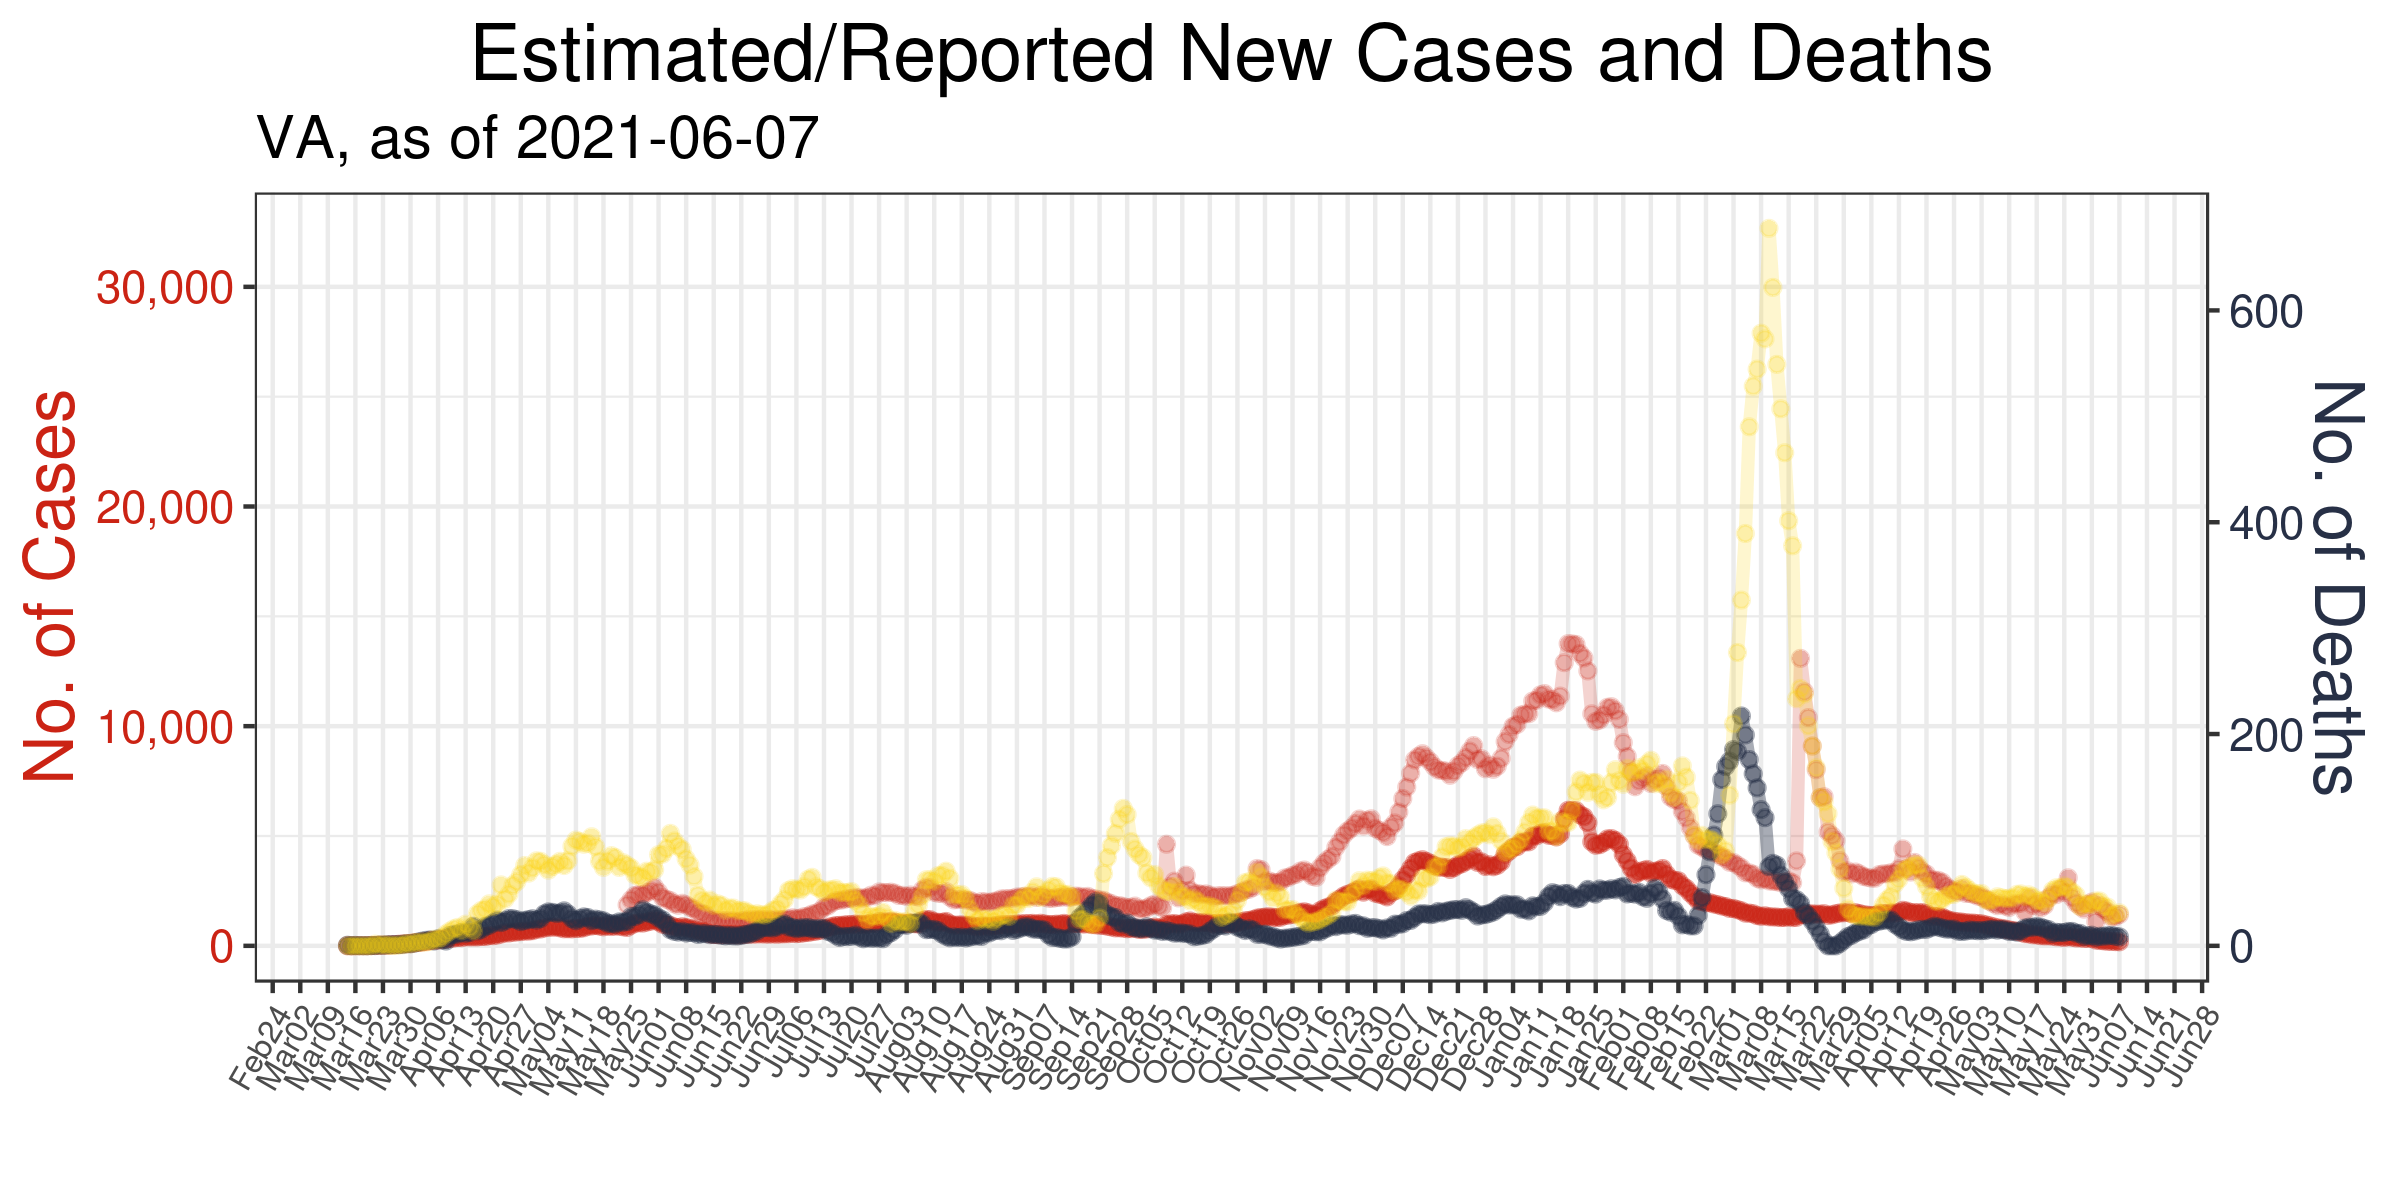 Estimated/Reported New Cases and Deaths
VA, as of 2021-06-07
No. of Cases
30,000
20,000
10,000
0
600
400
200
0
No. of Deaths
Feb24 Mar02 Mar09 Mar16 Mar23 Mar30 Apr06 Apr13 Apr20 Apr27 May04 May11 May18 May25 Jun01 Jun08 Jun15 Jun22 Jun29 Jul06 Jul13 Jul20 Jul27 Aug03 Aug10 Aug17 Aug24 Aug31 Sep07 Sep14 Sep21 Sep28 Oct05 Oct12 Oct19 Oct26 Nov02 Nov09 Nov16 Nov23 Nov30 Dec07 Dec14 Dec21 Dec28 Jan04 Jan11 Jan18 Jan25 Feb01 Feb08 Feb15 Feb22 Mar01 Mar08 Mar15 Mar22 Mar29 Apr05 Apr12 Apr19 Apr26 May03 May10 May17 May24 May31 Jun07 Jun14 Jun21 Jun28